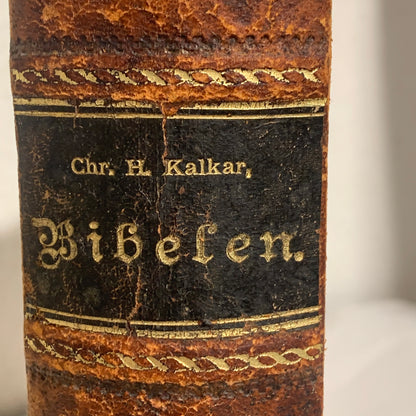 Chr. H. Kalkar,
Bibelen.